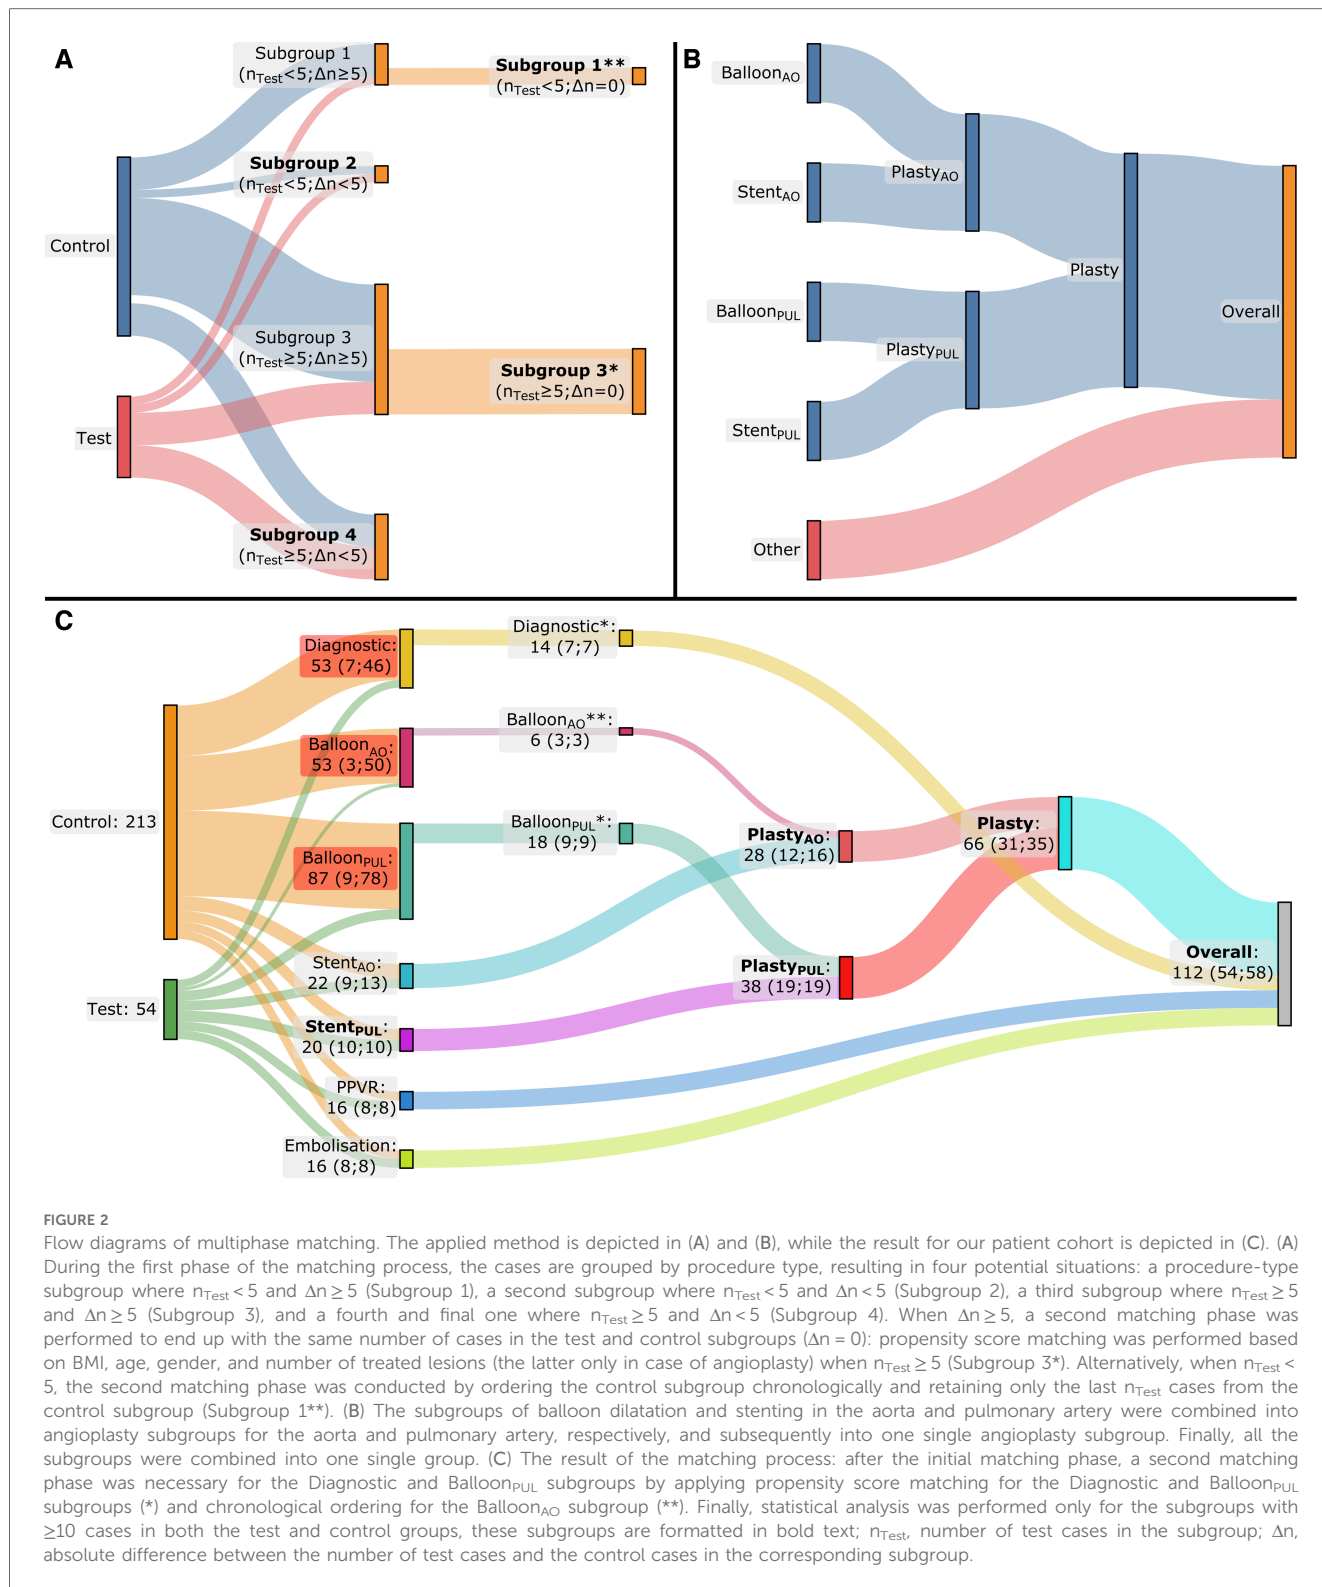 A
Subgroup 1
(nTest<5;Δn≥5)
Subgroup 1**
(nTest<5;Δn=0)
Subgroup 2
(nTest<5;Δn<5)
Control
Subgroup 3
(nTest≥5;Δn≥5)
Subgroup 3*
(nTest≥5;Δn=0)
Test
Subgroup 4
(nTest≥5;Δn<5)
B
BalloonAO
StentAO
PlastyAO
BalloonPUL
PlastyPUL
StentPUL
Plasty
Overall
Other
C
Diagnostic:
53 (7;46)
Diagnostic*:
14 (7;7)
BalloonAO:
53 (3;50)
BalloonAO**:
6 (3;3)
Control: 213
BalloonPUL:
87 (9;78)
BalloonPUL*:
18 (9;9)
PlastyAO:
28 (12;16)
Plasty:
66 (31;35)
StentAO:
22 (9;13)
PlastyPUL:
38 (19;19)
Overall:
112 (54;58)
Test: 54
StentPUL:
20 (10;10)
PPVR:
16 (8;8)
Embolisation:
16 (8;8)
FIGURE 2
Flow diagrams of multiphase matching. The applied method is depicted in (A) and (B), while the result for our patient cohort is depicted in (C). (A)
During the first phase of the matching process, the cases are grouped by procedure type, resulting in four potential situations: a procedure-type
subgroup where nTest < 5 and Δn ≥ 5 (Subgroup 1), a second subgroup where nTest < 5 and Δn < 5 (Subgroup 2), a third subgroup where nTest ≥ 5
and Δn ≥ 5 (Subgroup 3), and a fourth and final one where nTest ≥ 5 and Δn < 5 (Subgroup 4). When Δn ≥ 5, a second matching phase was
performed to end up with the same number of cases in the test and control subgroups (Δn = 0): propensity score matching was performed based
on BMI, age, gender, and number of treated lesions (the latter only in case of angioplasty) when nTest ≥ 5 (Subgroup 3*). Alternatively, when nTest <
5, the second matching phase was conducted by ordering the control subgroup chronologically and retaining only the last nTest cases from the
control subgroup (Subgroup 1**). (B) The subgroups of balloon dilatation and stenting in the aorta and pulmonary artery were combined into
angioplasty subgroups for the aorta and pulmonary artery, respectively, and subsequently into one single angioplasty subgroup. Finally, all the
subgroups were combined into one single group. (C) The result of the matching process: after the initial matching phase, a second matching
phase was necessary for the Diagnostic and BalloonPUL subgroups by applying propensity score matching for the Diagnostic and BalloonPUL
subgroups (*) and chronological ordering for the BalloonAO subgroup (**). Finally, statistical analysis was performed only for the subgroups with
≥10 cases in both the test and control groups, these subgroups are formatted in bold text; nTest, number of test cases in the subgroup; Δn,
absolute difference between the number of test cases and the control cases in the corresponding subgroup.